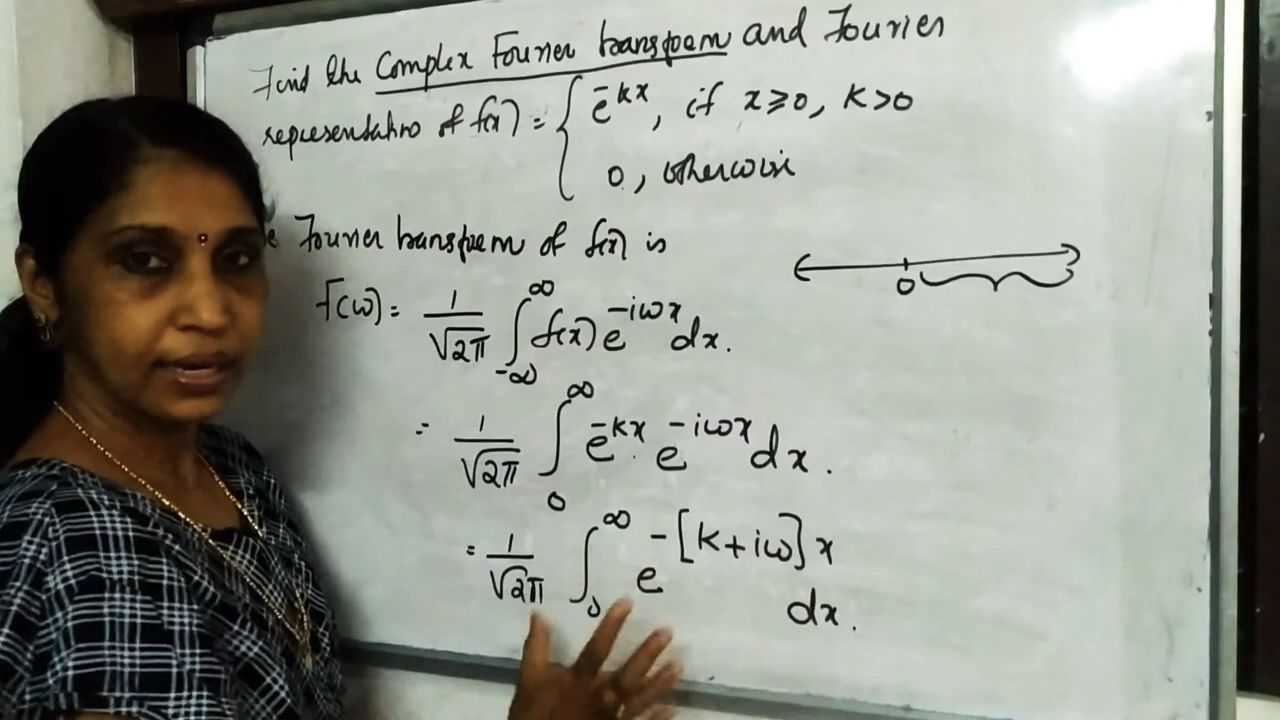 Find the Complex Fourier transform and Fourier
representation of f(x) = { e^-kx, if x≥0, k>0
0, otherwise
Fourier transform of f(x) is
F(ω) = 1/√2π ∫_-∞^∞ f(x) e^-iωx dx.
= 1/√2π ∫_0^∞ e^-kx. e^-iωx dx.
= 1/√2π ∫_0^∞ e^-[k+iω]x dx.
0